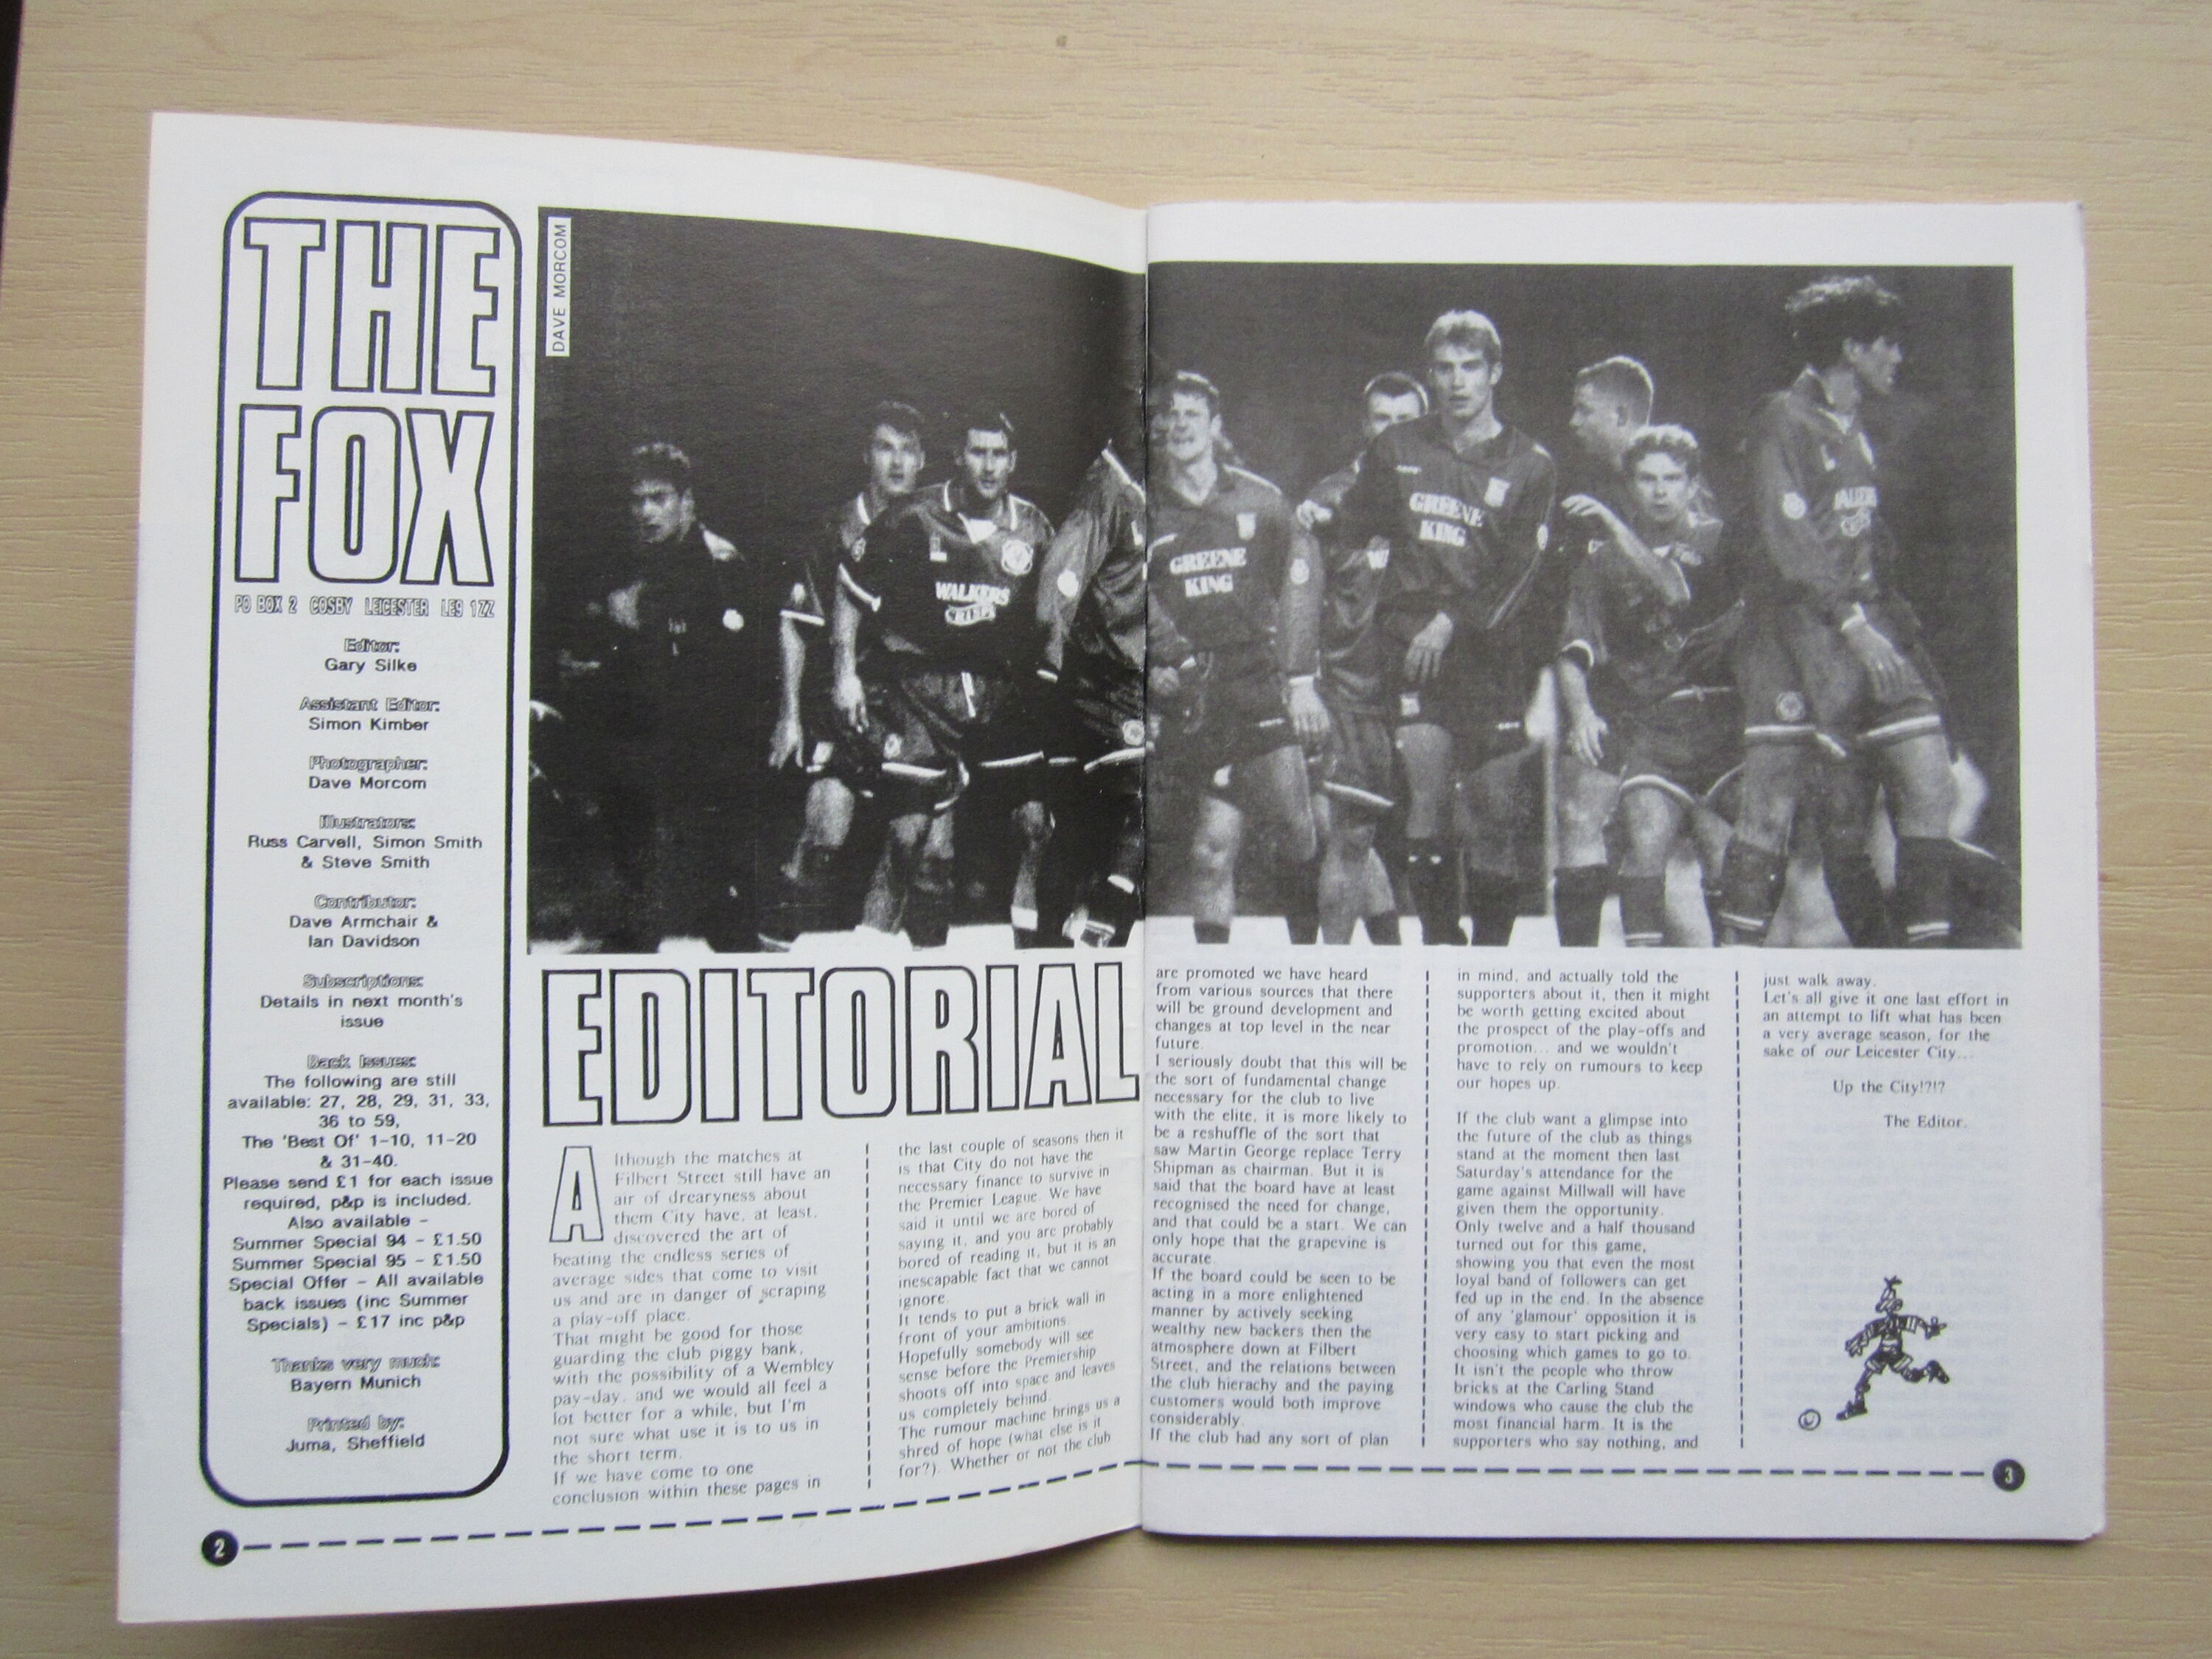 THE
FOX
PO BOX 2 COSBY LEICESTER LE9 1ZZ
Editor:
Gary Silke
Assistant Editor:
Simon Kimber
Photographer:
Dave Morcom
Illustrators:
Russ Carvell, Simon Smith
& Steve Smith
Contributor:
Dave Armchair &
Ian Davidson
Subscriptions:
Details in next month's
issue
Back Issues:
The following are still
available: 27, 28, 29, 31, 33,
36 to 59,
The 'Best Of' 1-10, 11-20
& 31-40.
Please send £1 for each issue
required, p&p is included.
Also available -
Summer Special 94 - £1.50
Summer Special 95 - £1.50
Special Offer - All available
back issues (inc Summer
Specials) - £17 inc p&p
Thanks very much:
Bayern Munich
Printed by:
Juma, Sheffield
2
DAVE MORCOM
WALKERS
CRISPS
GREENE
KING
GREENE
KING
W
EDITORIAL
Although the matches at
Filbert Street still have an
air of drearyness about
them City have, at least,
discovered the art of
beating the endless series of
average sides that come to visit
us and are in danger of scraping
a play-off place.
That might be good for those
guarding the club piggy bank,
with the possibility of a Wembley
pay-day, and we would all feel a
lot better for a while, but I'm
not sure what use it is to us in
the short term.
If we have come to one
conclusion within these pages in
the last couple of seasons then it
is that City do not have the
necessary finance to survive in
the Premier League. We have
said it until we are bored of
saying it, and you are probably
bored of reading it, but it is an
inescapable fact that we cannot
ignore.
It tends to put a brick wall in
front of your ambitions.
Hopefully somebody will see
sense before the Premiership
shoots off into space and leaves
us completely behind.
The rumour machine brings us a
shred of hope (what else is it
for?). Whether or not the club
are promoted we have heard
from various sources that there
will be ground development and
changes at top level in the near
future.
I seriously doubt that this will be
the sort of fundamental change
necessary for the club to live
with the elite, it is more likely to
be a reshuffle of the sort that
saw Martin George replace Terry
Shipman as chairman. But it is
said that the board have at least
recognised the need for change,
and that could be a start. We can
only hope that the grapevine is
accurate.
If the board could be seen to be
acting in a more enlightened
manner by actively seeking
wealthy new backers then the
atmosphere down at Filbert
Street, and the relations between
the club hierachy and the paying
customers would both improve
considerably.
If the club had any sort of plan
in mind, and actually told the
supporters about it, then it might
be worth getting excited about
the prospect of the play-offs and
promotion... and we wouldn't
have to rely on rumours to keep
our hopes up.
If the club want a glimpse into
the future of the club as things
stand at the moment then last
Saturday's attendance for the
game against Millwall will have
given them the opportunity.
Only twelve and a half thousand
turned out for this game,
showing you that even the most
loyal band of followers can get
fed up in the end. In the absence
of any 'glamour' opposition it is
very easy to start picking and
choosing which games to go to.
It isn't the people who throw
bricks at the Carling Stand
windows who cause the club the
most financial harm. It is the
supporters who say nothing, and
just walk away.
Let's all give it one last effort in
an attempt to lift what has been
a very average season, for the
sake of our Leicester City...
Up the City!?!?
The Editor.
3